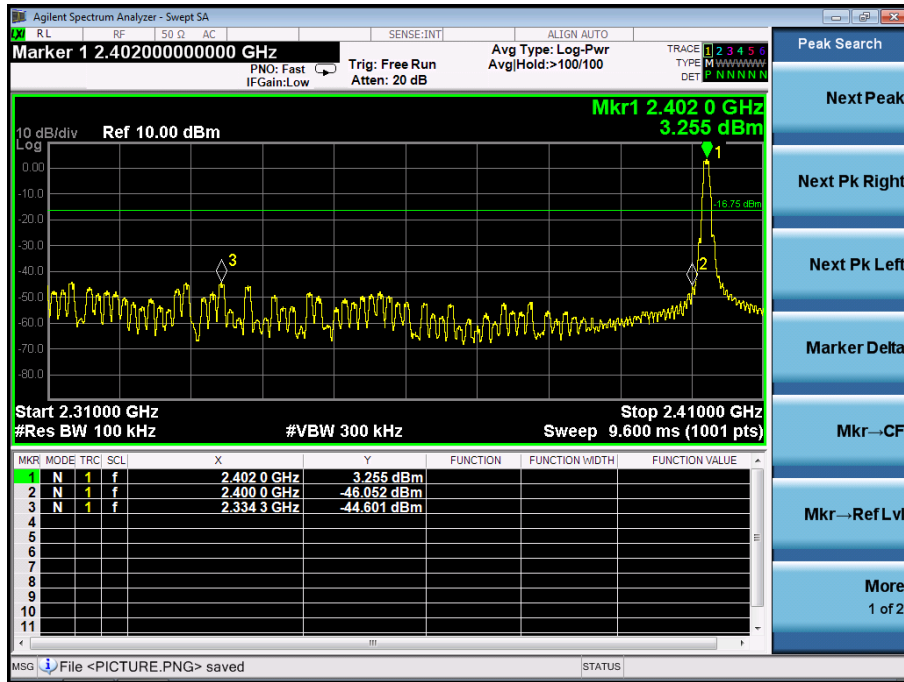 Agilent Spectrum Analyzer - Swept SA
LXI RL RF 50 Ω AC SENSE:INT ALIGN AUTO
Marker 1 2.402000000000 GHz
PNO: Fast
IFGain:Low
Trig: Free Run
Atten: 20 dB
Avg Type: Log-Pwr
Avg|Hold:>100/100
TRACE 1 2 3 4 5 6
TYPE M W W W W W
DET P N N N N N
Peak Search
Mkr1 2.402 0 GHz
3.255 dBm
10 dB/div Ref 10.00 dBm
Log
0.00
-10.0
-20.0
-30.0
-40.0
-50.0
-60.0
-70.0
-80.0
1
-16.75 dBm
2
3
Start 2.31000 GHz Stop 2.41000 GHz
#Res BW 100 kHz #VBW 300 kHz Sweep 9.600 ms (1001 pts)
MKR MODE TRC SCL X Y FUNCTION FUNCTION WIDTH FUNCTION VALUE
1 N 1 f 2.402 0 GHz 3.255 dBm
2 N 1 f 2.400 0 GHz -46.052 dBm
3 N 1 f 2.334 3 GHz -44.601 dBm
4
5
6
7
8
9
10
11
MSG File <PICTURE.PNG> saved STATUS
Next Peak
Next Pk Right
Next Pk Left
Marker Delta
Mkr→CF
Mkr→Ref Lvl
More
1 of 2